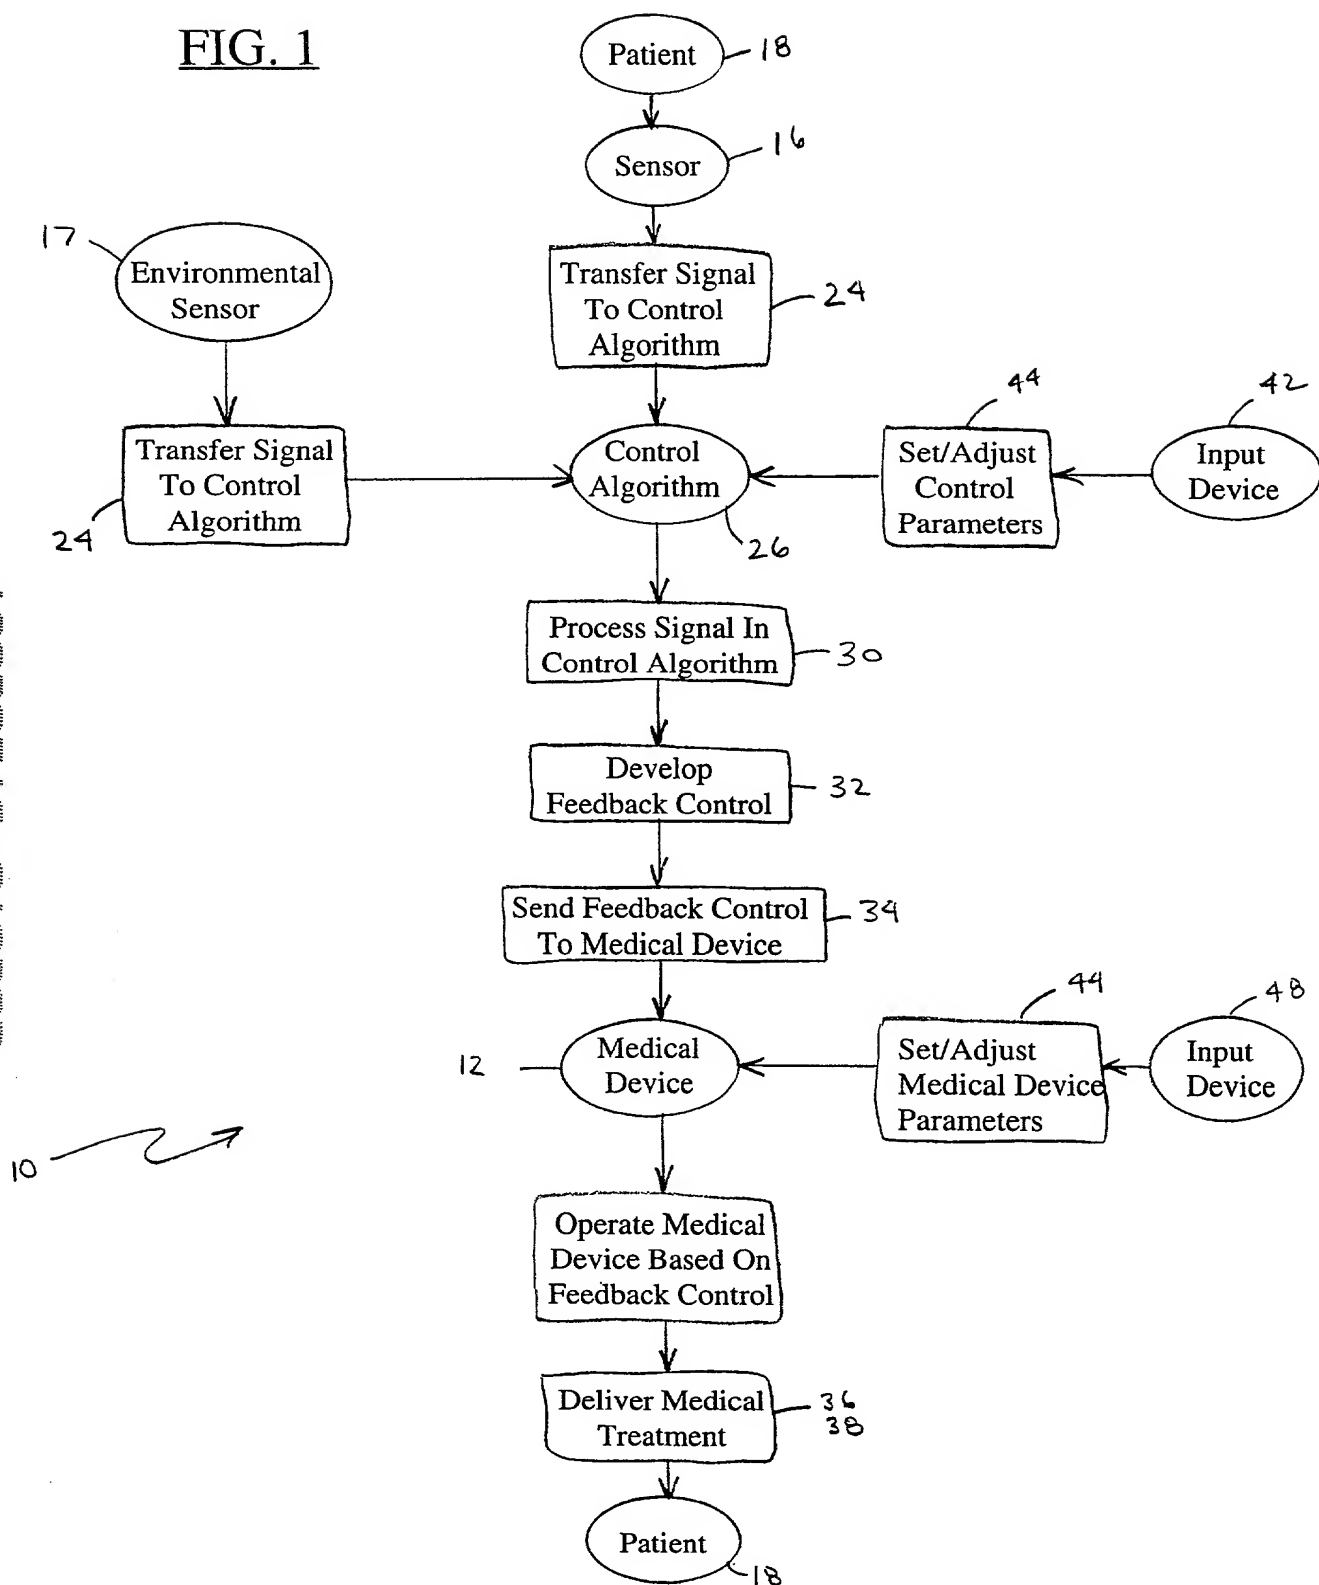 FIG. 1
Patient
18
Sensor
16
17
Environmental
Sensor
Transfer Signal
To Control
Algorithm
24
Transfer Signal
To Control
Algorithm
24
Control
Algorithm
26
44
Set/Adjust
Control
Parameters
42
Input
Device
Process Signal In
Control Algorithm
30
Develop
Feedback Control
32
Send Feedback Control
To Medical Device
34
12
Medical
Device
44
Set/Adjust
Medical Device
Parameters
48
Input
Device
10
Operate Medical
Device Based On
Feedback Control
Deliver Medical
Treatment
36
38
Patient
18